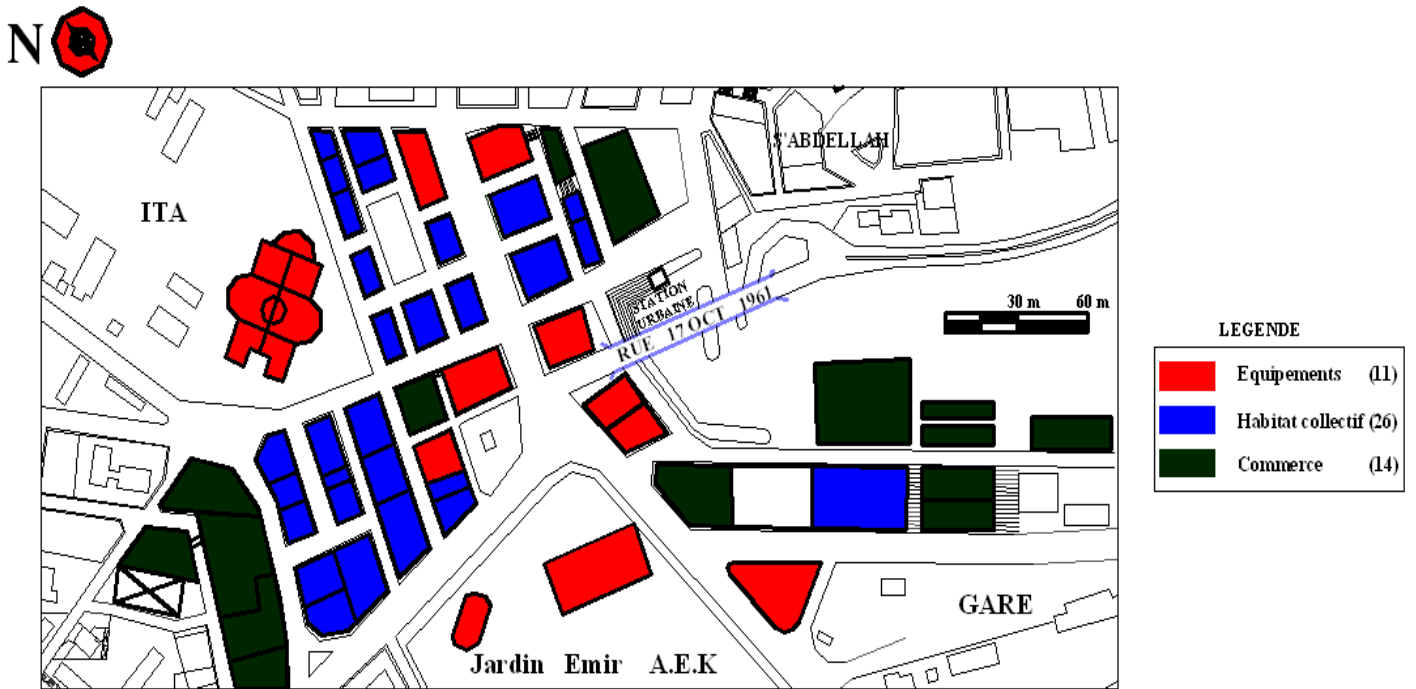 N
S'ABDELLAH
ITA
STATION
URBAINE
RUE 17 OCT 1961
30 m 60 m
LEGENDE
Equipements (11)
Habitat collectif (26)
Commerce (14)
GARE
Jardin Emir A.E.K